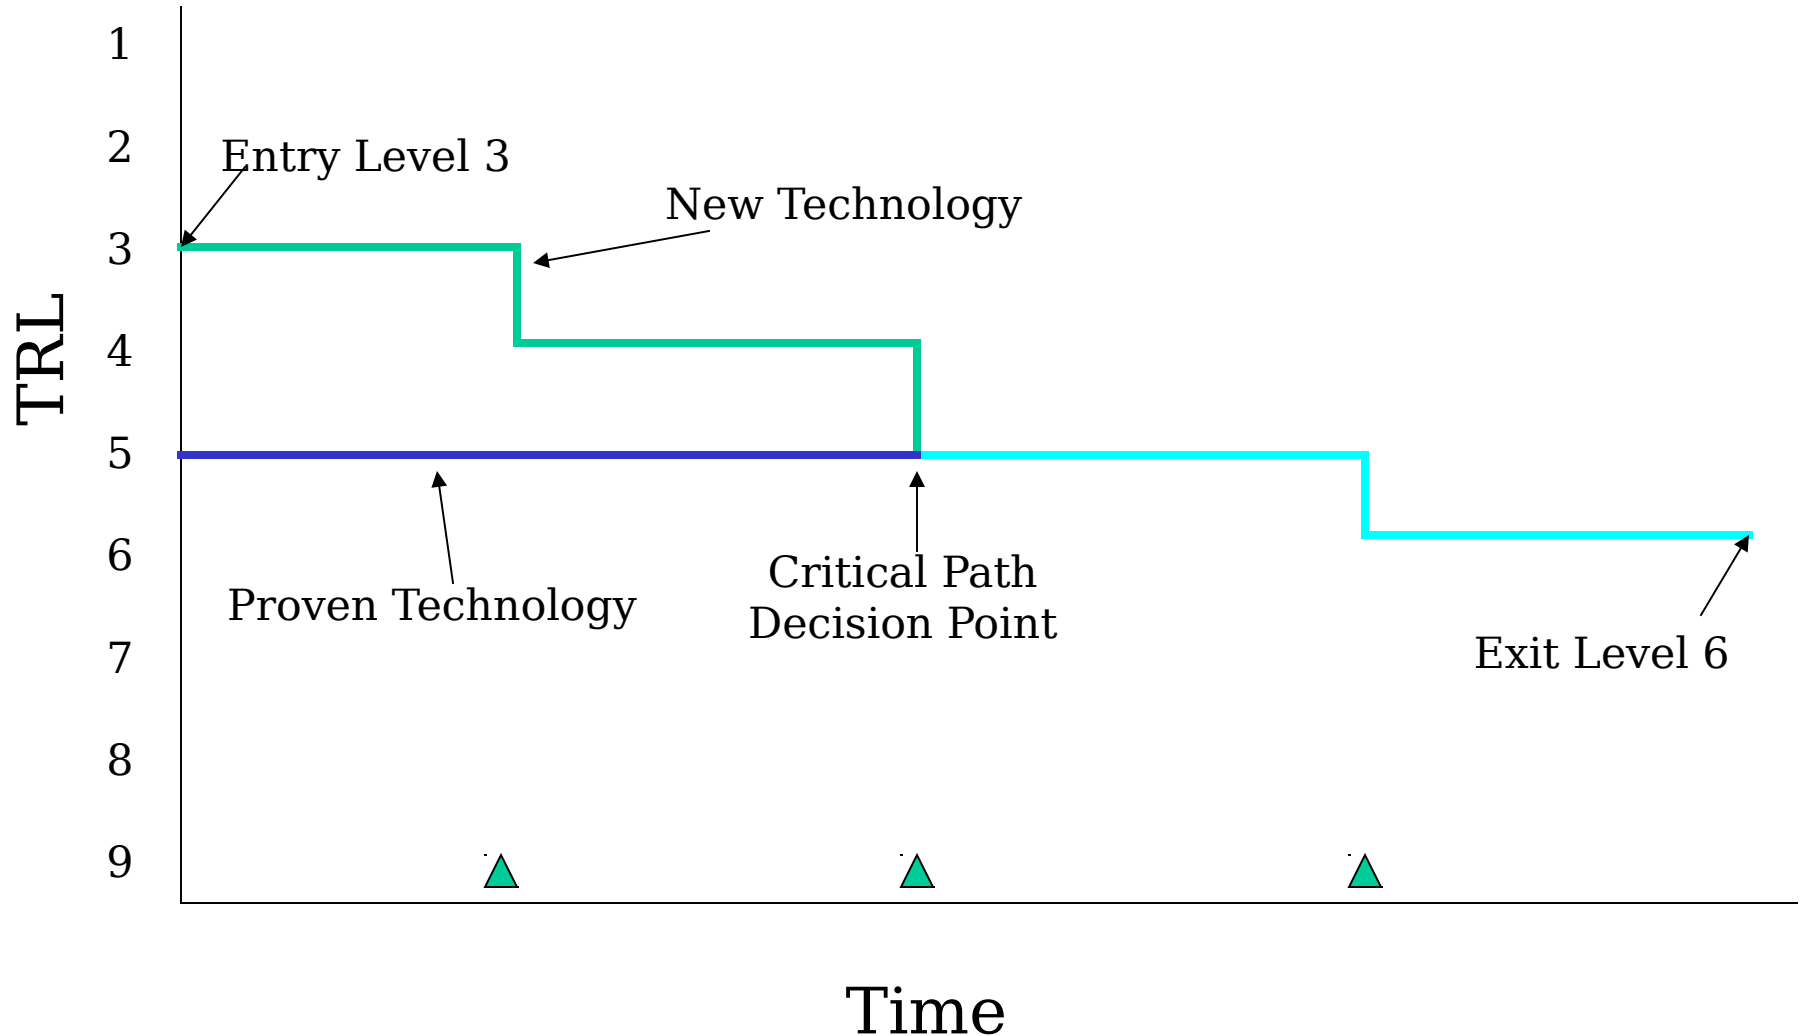 1
2
Entry Level 3
New Technology
3
TRL
4
5
6
Critical Path
Decision Point
Proven Technology
7
Exit Level 6
8
9
Time